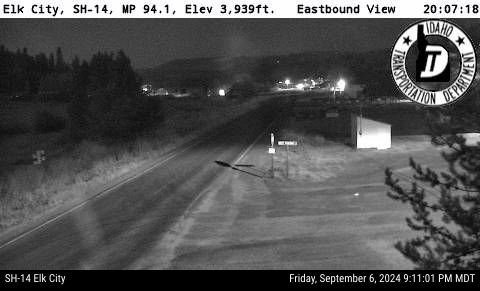 Elk City, SH-14, MP 94.1, Elev 3,939ft. Eastbound View 20:07:18
IDAHO
TRANSPORTATION DEPARTMENT
SH-14 Elk City
Friday, September 6, 2024 9:11:01 PM MDT